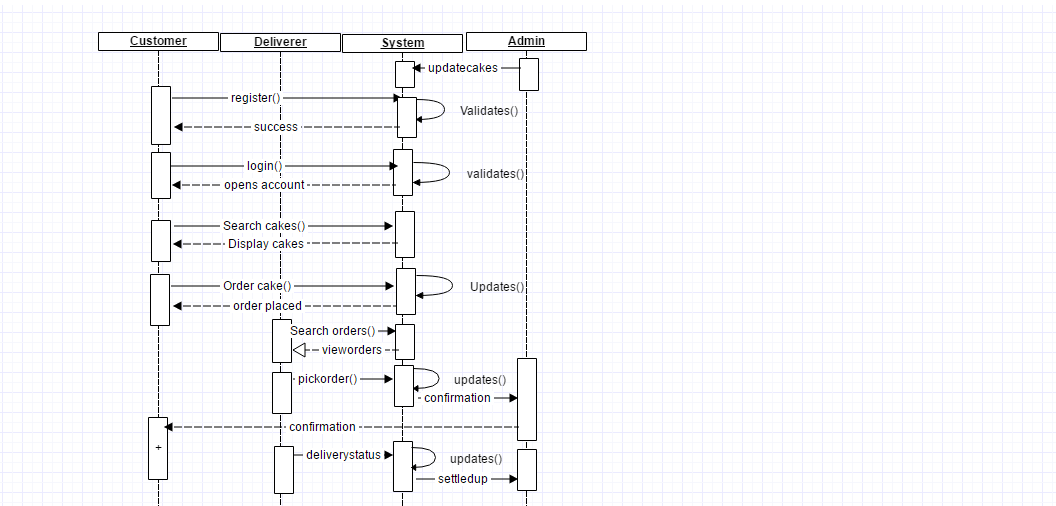 Customer
Deliverer
System
Admin
updatecakes
register()
Validates()
success
login()
validates()
opens account
Search cakes()
Display cakes
Order cake()
Updates()
order placed
Search orders()
vieworders
pickorder()
updates()
confirmation
confirmation
+
deliverystatus
updates()
settledup